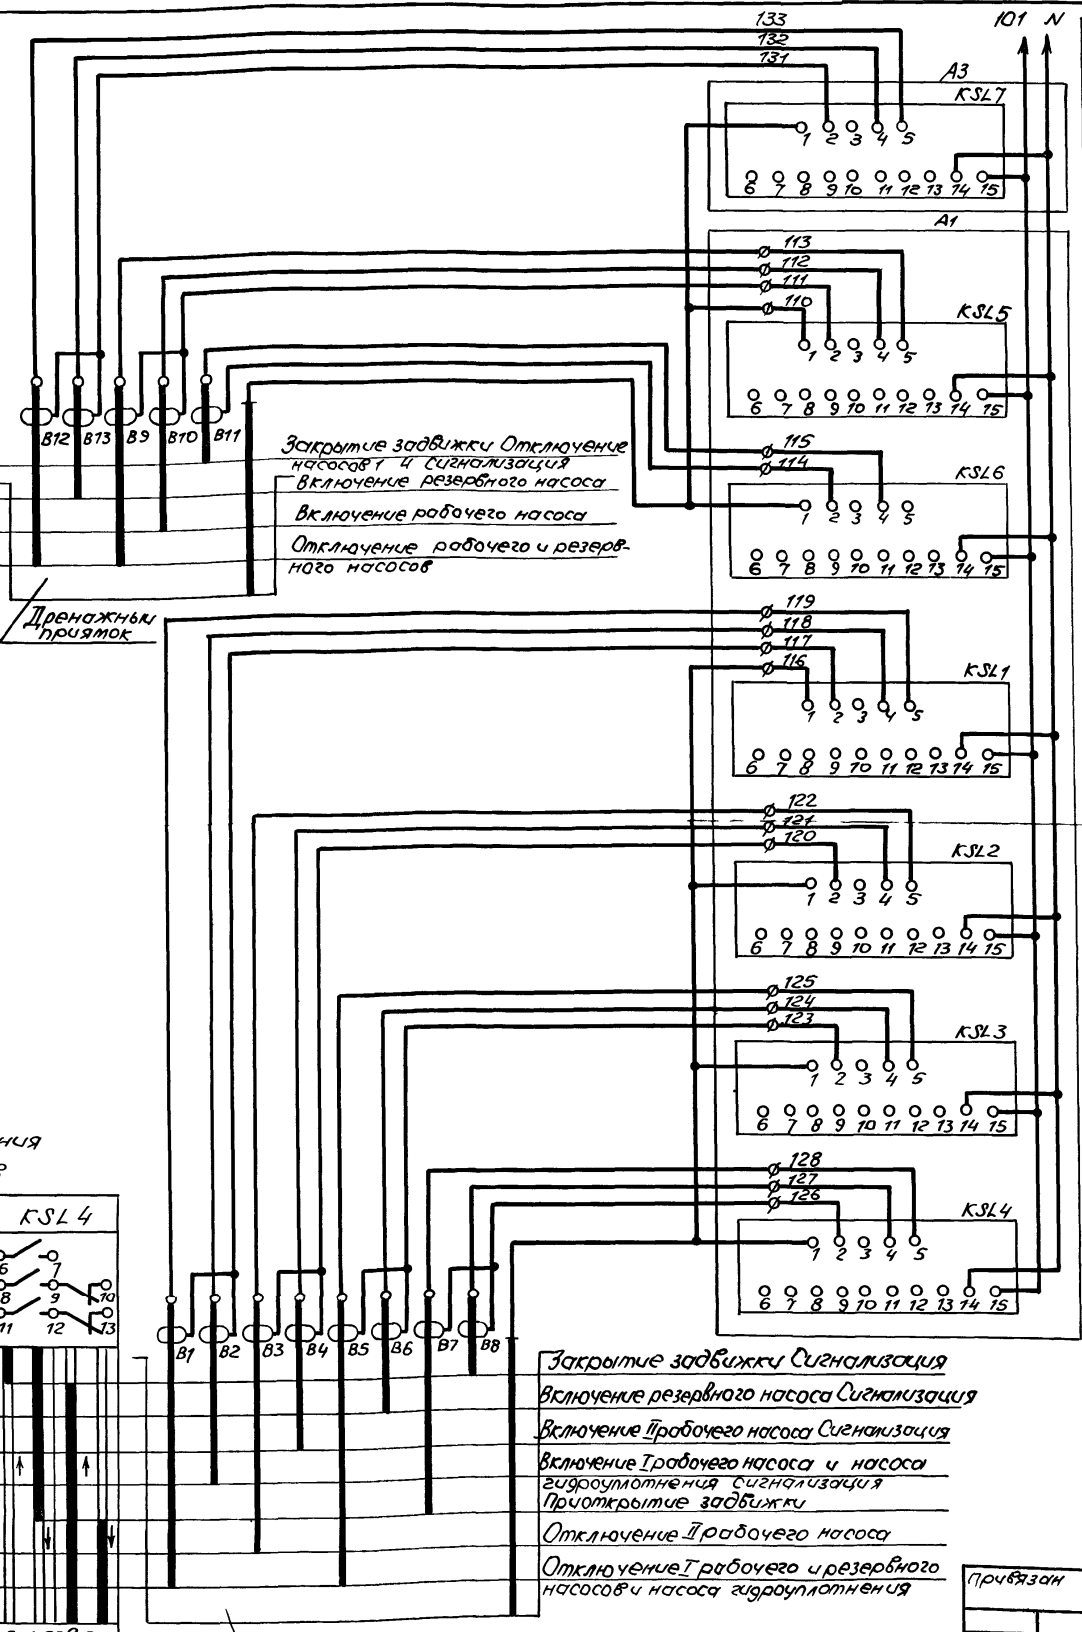 133
132
131
101 N
A3
KSL7
1 2 3 4 5
6 7 8 9 10 11 12 13 14 15
A1
113
112
111
110
KSL5
1 2 3 4 5
6 7 8 9 10 11 12 13 14 15
B12 B13 B9 B10 B11
Закрытие задвижки Отключение
насосов 1 и сигнализация
Включение резервного насоса
Включение рабочего насоса
Отключение рабочего и резерв-
ного насосов
Дренажный
приямок
115
114
KSL6
1 2 3 4 5
6 7 8 9 10 11 12 13 14 15
119
118
117
116
KSL1
1 2 3 4 5
6 7 8 9 10 11 12 13 14 15
122
121
120
KSL2
1 2 3 4 5
6 7 8 9 10 11 12 13 14 15
125
124
123
KSL3
1 2 3 4 5
6 7 8 9 10 11 12 13 14 15
128
127
126
KSL4
1 2 3 4 5
6 7 8 9 10 11 12 13 14 15
ния
KSL4
6 7
8 9 10
11 12 13
B1 B2 B3 B4 B5 B6 B7 B8
Закрытие задвижки Сигнализация
Включение резервного насоса Сигнализация
Включение II рабочего насоса Сигнализация
Включение I рабочего насоса и насоса
гидроуплотнения сигнализация
Приоткрытие задвижки
Отключение II рабочего насоса
Отключение I рабочего и резервного
насосов и насоса гидроуплотнения
Привязан